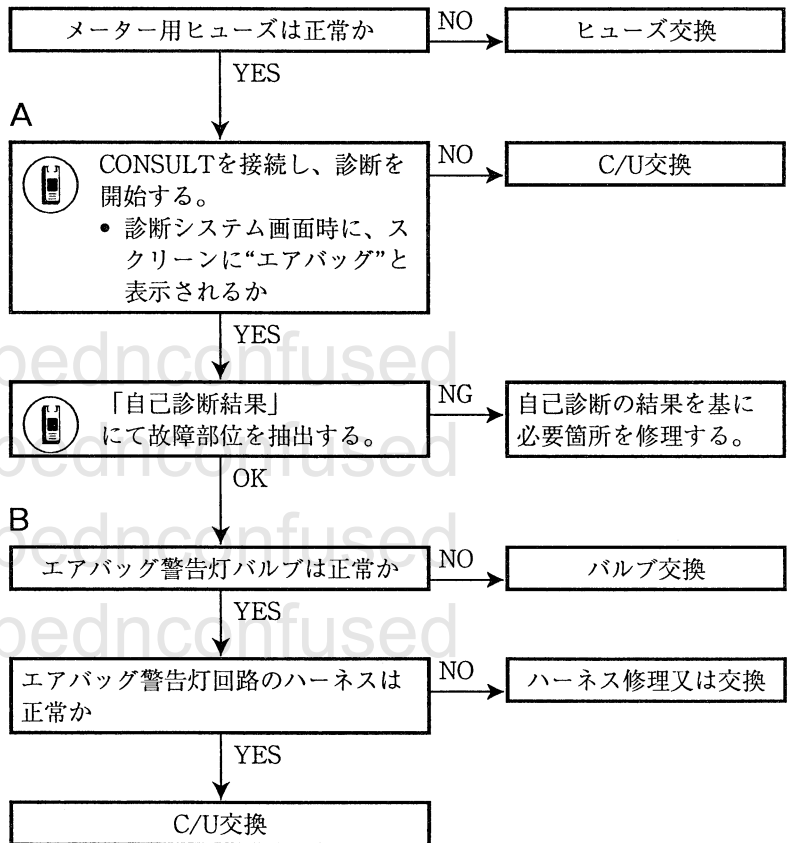 メーター用ヒューズは正常か
NO
ヒューズ交換
YES
A
CONSULTを接続し、診断を
開始する。
• 診断システム画面時に、ス
クリーンに“エアバッグ”と
表示されるか
NO
C/U交換
YES
「自己診断結果」
にて故障部位を抽出する。
NG
自己診断の結果を基に
必要箇所を修理する。
OK
B
エアバッグ警告灯バルブは正常か
NO
バルブ交換
YES
エアバッグ警告灯回路のハーネスは
正常か
NO
ハーネス修理又は交換
YES
C/U交換
pednconfused
pednconfused
pednconfused
pednconfused